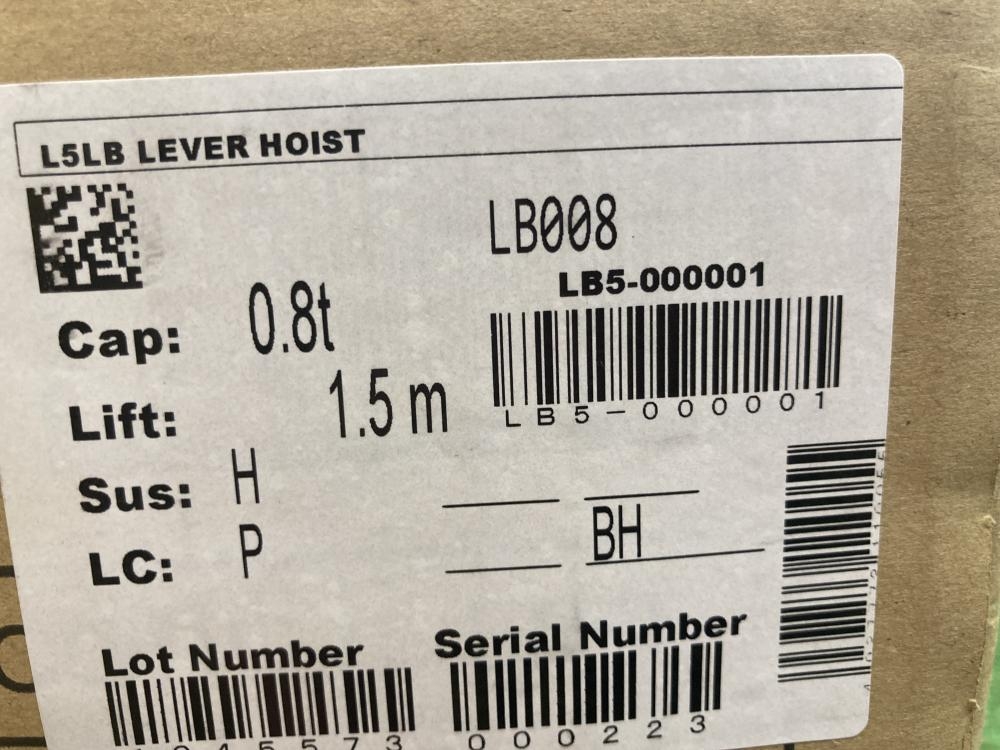 L5LB LEVER HOIST
LB008
LB5-000001
LB5-000001
Cap: 0.8t
Lift: 1.5 m
Sus: H
LC: P BH
Lot Number
Serial Number
000223